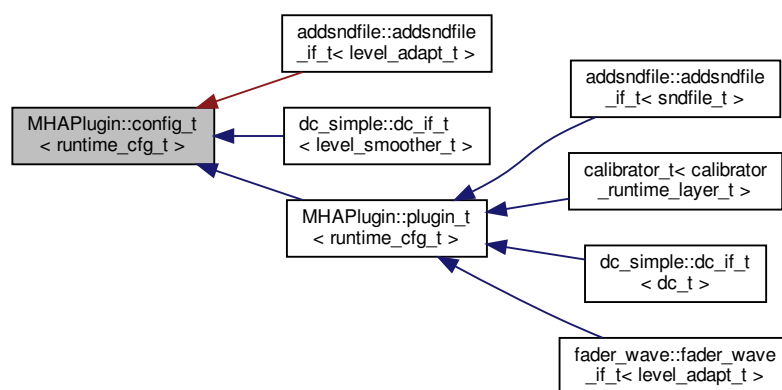 addsndfile::addsndfile
_if_t< level_adapt_t >
MHAPlugin::config_t
< runtime_cfg_t >
dc_simple::dc_if_t
< level_smoother_t >
MHAPlugin::plugin_t
< runtime_cfg_t >
addsndfile::addsndfile
_if_t< sndfile_t >
calibrator_t< calibrator
_runtime_layer_t >
dc_simple::dc_if_t
< dc_t >
fader_wave::fader_wave
_if_t< level_adapt_t >